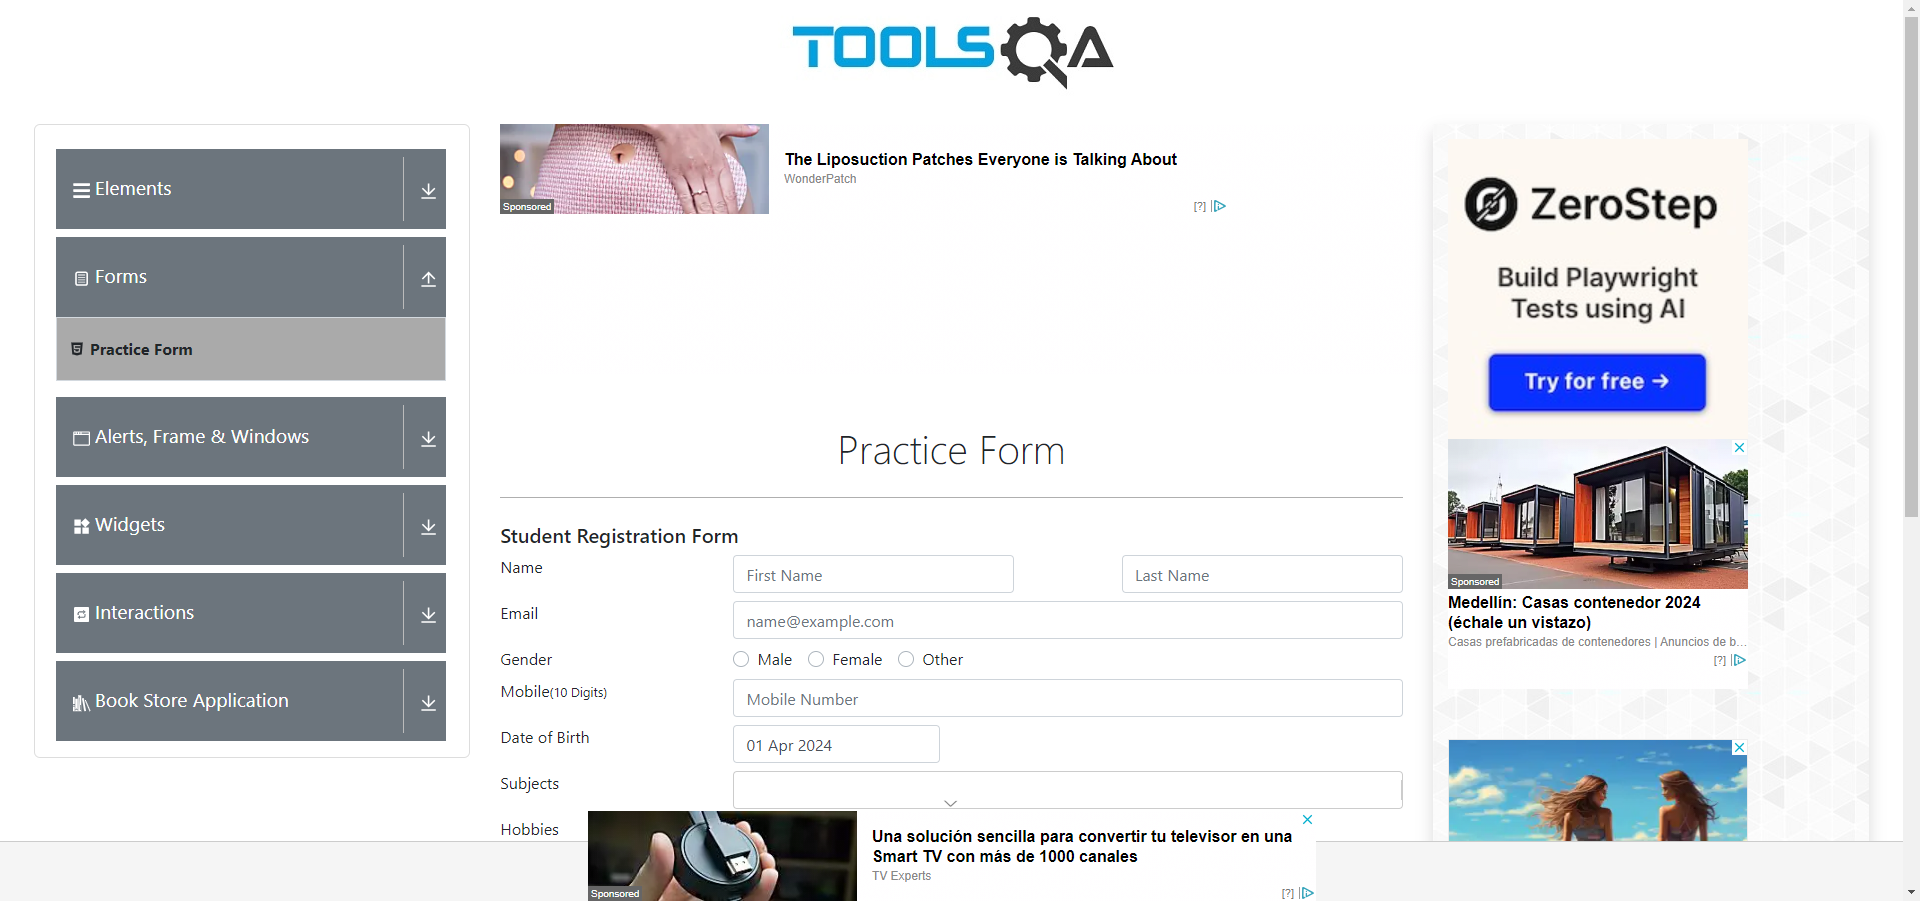 TOOLSQA
Elements
Forms
Practice Form
Alerts, Frame & Windows
Widgets
Interactions
Book Store Application
Sponsored
The Liposuction Patches Everyone is Talking About
WonderPatch
[?]
Practice Form
Student Registration Form
Name
First Name
Last Name
Email
name@example.com
Gender
Male
Female
Other
Mobile(10 Digits)
Mobile Number
Date of Birth
01 Apr 2024
Subjects
Hobbies
Sponsored
Una solución sencilla para convertir tu televisor en una
Smart TV con más de 1000 canales
TV Experts
[?]
ZeroStep
Build Playwright
Tests using AI
Try for free →
Sponsored
Medellín: Casas contenedor 2024
(échale un vistazo)
Casas prefabricadas de contenedores | Anuncios de b...
[?]